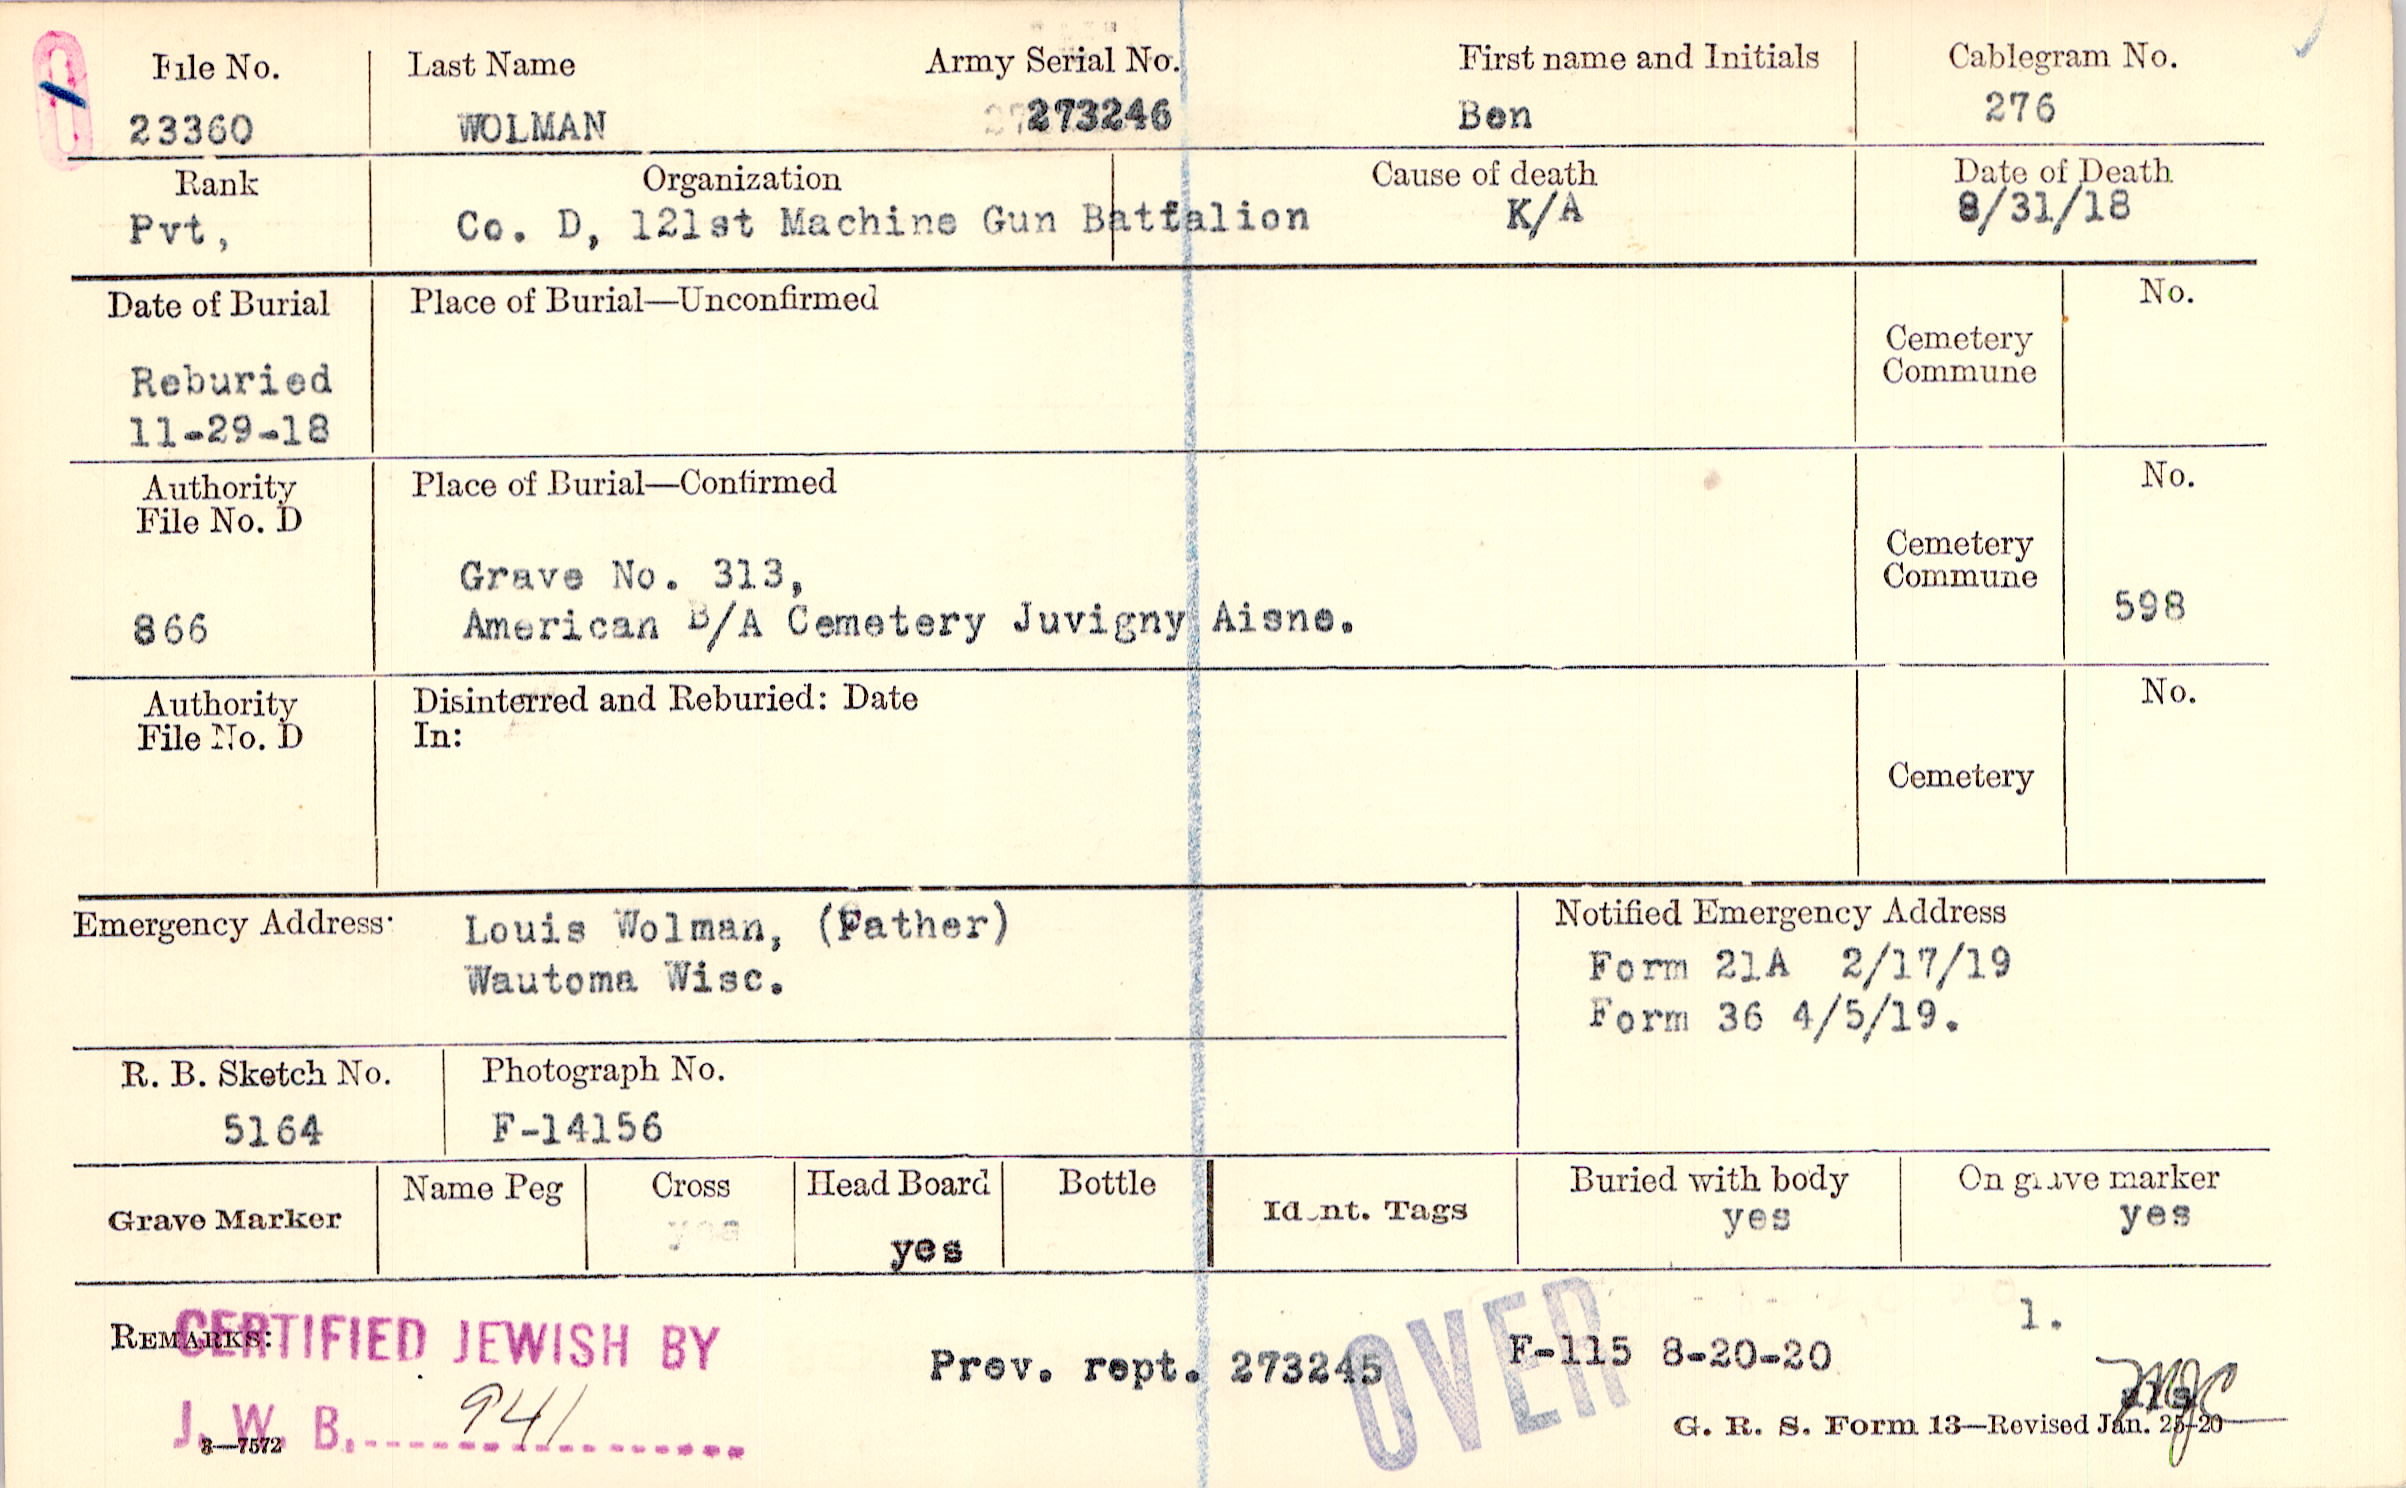 File No. Last Name Army Serial No. First name and Initials Cablegram No.
23360 WOLMAN 273246 Ben 276
Rank Organization Cause of death Date of Death
Pvt, Co. D, 121st Machine Gun Battalion K/A 8/31/18
Date of Burial Place of Burial—Unconfirmed No.
Cemetery
Commune
Reburied
11-29-18
Authority Place of Burial—Confirmed No.
File No. D
Cemetery
Commune
Grave No. 313,
866 American B/A Cemetery Juvigny Aisne. 598
Authority Disinterred and Reburied: Date No.
File No. D In:
Cemetery
Emergency Address: Louis Wolman, (Father) Notified Emergency Address
Wautoma Wisc. Form 21A 2/17/19
Form 36 4/5/19.
R. B. Sketch No. Photograph No.
5164 F-14156
Grave Marker Name Peg Cross Head Board Bottle Ident. Tags Buried with body On grave marker
yes yes yes yes
REMARKS: CERTIFIED JEWISH BY
J. W. B. 941
Prev. rept. 273245 OVER F-115 8-20-20 1.
3—7572 G. R. S. Form 13—Revised Jan. 25-20